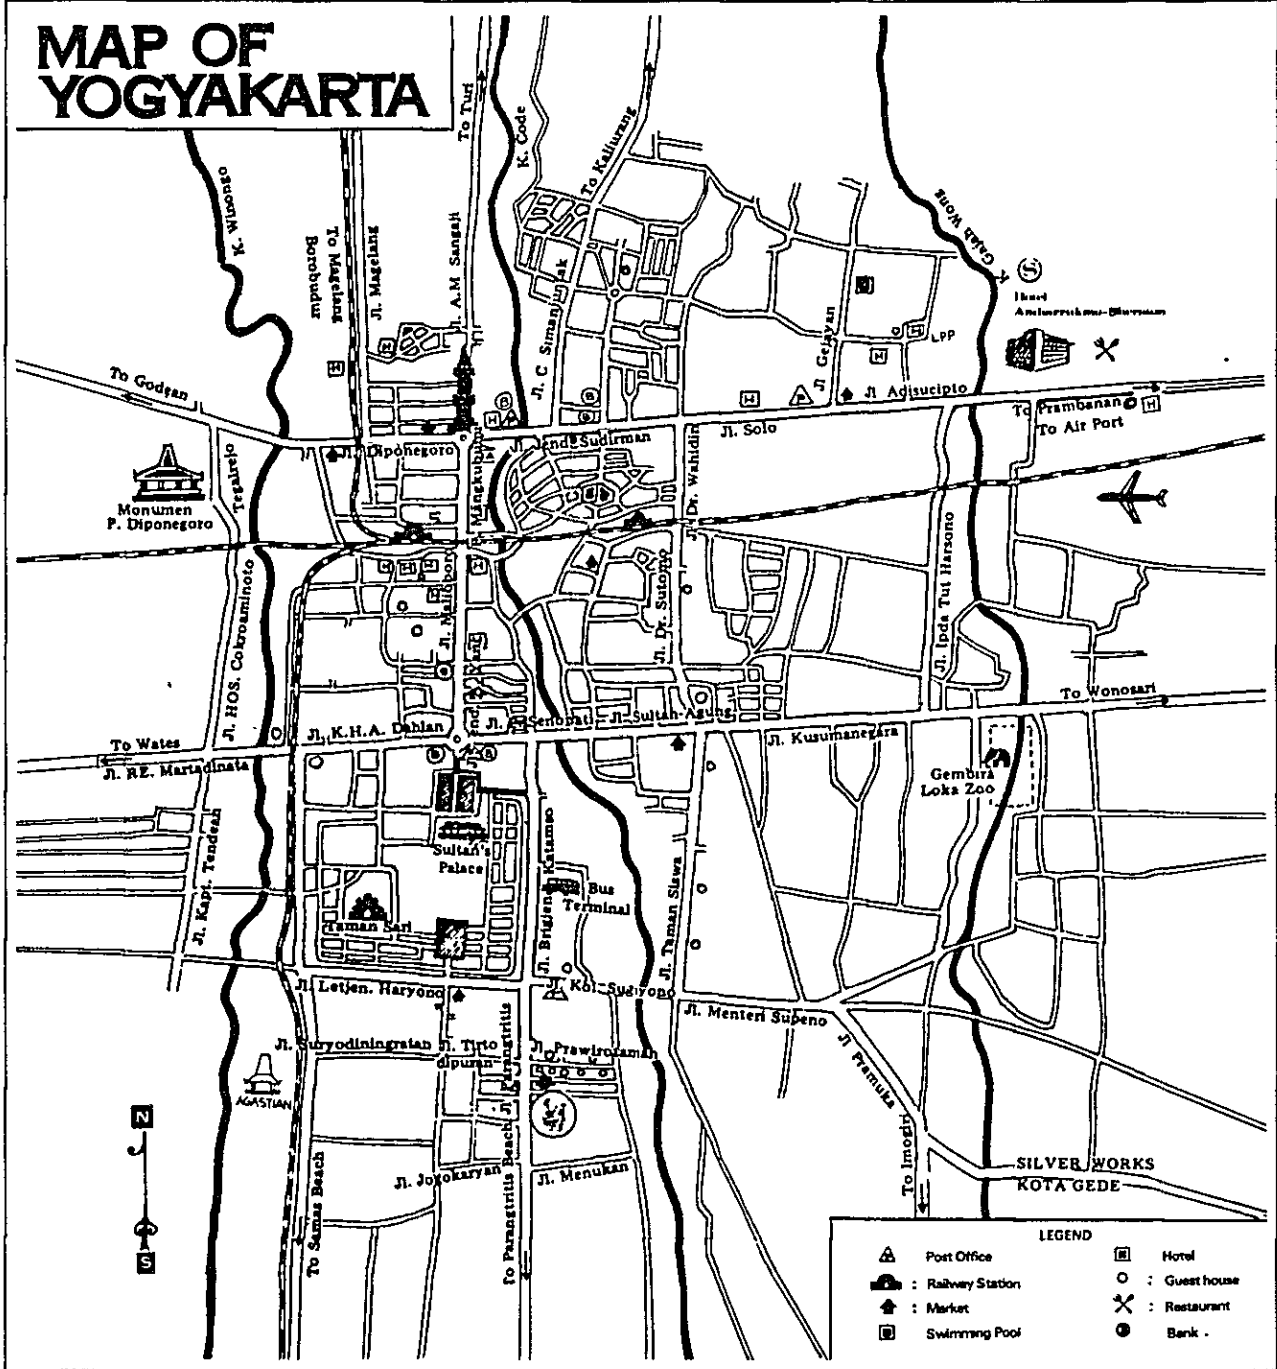 MAP OF
YOGYAKARTA
To Turi
K. Code
To Kaliurang
K. Winongo
To Magelang
Borobudur
Jl. Magelang
Jl. A.M Sangaji
Jl. C Simanjuntak
K Gajah Wong
S
Hotel
LPP
Jl Gejayan
Jl Adisucipto
To Prambanan
To Air Port
To Godean
Jl. Diponegoro
Jl. Jend. Sudirman
Jl. Solo
Tegalrejo
Monumen
P. Diponegoro
Jl. Mangkubumi
Jl. Dr. Wahidin
Jl. HOS. Cokroaminoto
Jl. Malioboro
Jl. Dr. Sutomo
Jl. Ipda Tut Harsono
To Wonosari
Jl. K.H.A. Dahlan
Jl. P. Senopati
Jl. Sultan Agung
Jl. Kusumanegara
To Wates
Jl. RE. Martadinata
Gembira
Loka Zoo
Jl. Kapt. Tendean
Sultan's
Palace
Jl. Brigjen. Katamso
Bus
Terminal
Jl. Taman Siswa
Taman Sari
Jl. Letjen. Haryono
Jl. Kol. Sugiyono
Jl. Menteri Supeno
Jl. Suryodiningratan
Jl. Tirto
dipuran
Jl. Prawirotaman
Jl Pramuka
AGASTIAN
Jl. Parangtritis
N
S
To Samas Beach
Jl. Jogokaryan
To Parangtritis Beach
Jl. Menukan
To Imogiri
SILVER WORKS
KOTA GEDE
LEGEND
Post Office
: Railway Station
: Market
Swimming Pool
Hotel
: Guest house
: Restaurant
Bank .